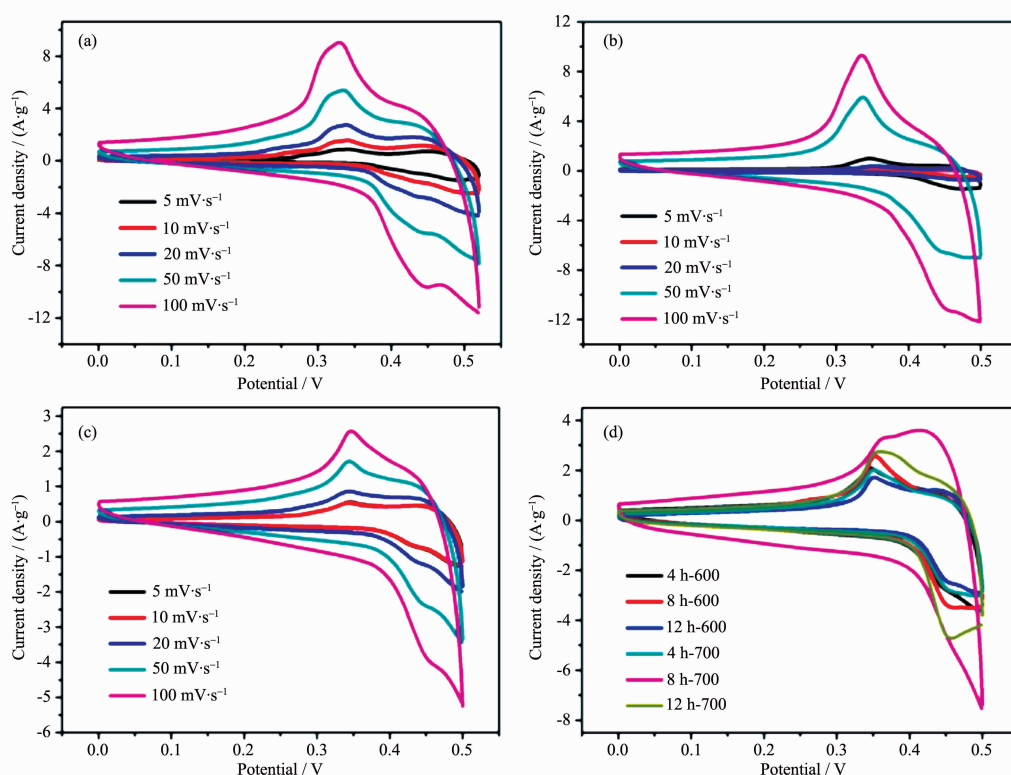 (a)
8
4
0
-4
-8
-12
Current density / (A·g⁻¹)
5 mV·s⁻¹
10 mV·s⁻¹
20 mV·s⁻¹
50 mV·s⁻¹
100 mV·s⁻¹
0.0 0.1 0.2 0.3 0.4 0.5
Potential / V
(b)
12
8
4
0
-4
-8
-12
Current density / (A·g⁻¹)
5 mV·s⁻¹
10 mV·s⁻¹
20 mV·s⁻¹
50 mV·s⁻¹
100 mV·s⁻¹
0.0 0.1 0.2 0.3 0.4 0.5
Potential / V
(c)
3
2
1
0
-1
-2
-3
-4
-5
-6
Current density / (A·g⁻¹)
5 mV·s⁻¹
10 mV·s⁻¹
20 mV·s⁻¹
50 mV·s⁻¹
100 mV·s⁻¹
0.0 0.1 0.2 0.3 0.4 0.5
Potential / V
(d)
4
2
0
-2
-4
-6
-8
Current density / (A·g⁻¹)
4 h-600
8 h-600
12 h-600
4 h-700
8 h-700
12 h-700
0.0 0.1 0.2 0.3 0.4 0.5
Potential / V